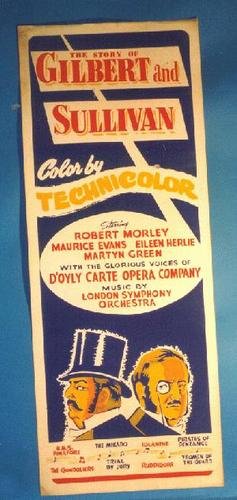 THE STORY OF
GILBERT and
SULLIVAN
Color by
TECHNICOLOR
Starring
ROBERT MORLEY
MAURICE EVANS EILEEN HERLIE
MARTYN GREEN
WITH THE GLORIOUS VOICES OF
D'OYLY CARTE OPERA COMPANY
MUSIC BY
LONDON SYMPHONY
ORCHESTRA
H.M.S. PINAFORE
THE MIKADO
IOLANTHE
PIRATES OF PENZANCE
THE GONDOLIERS
TRIAL BY JURY
RUDDIGORE
YEOMEN OF THE GUARD